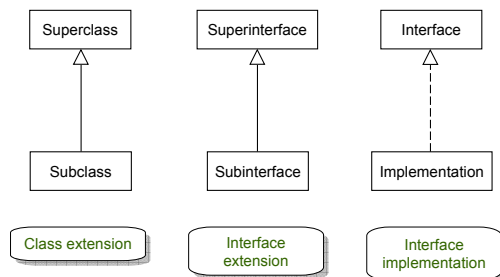 Superclass
Superinterface
Interface
Subclass
Subinterface
Implementation
Class extension
Interface
extension
Interface
implementation